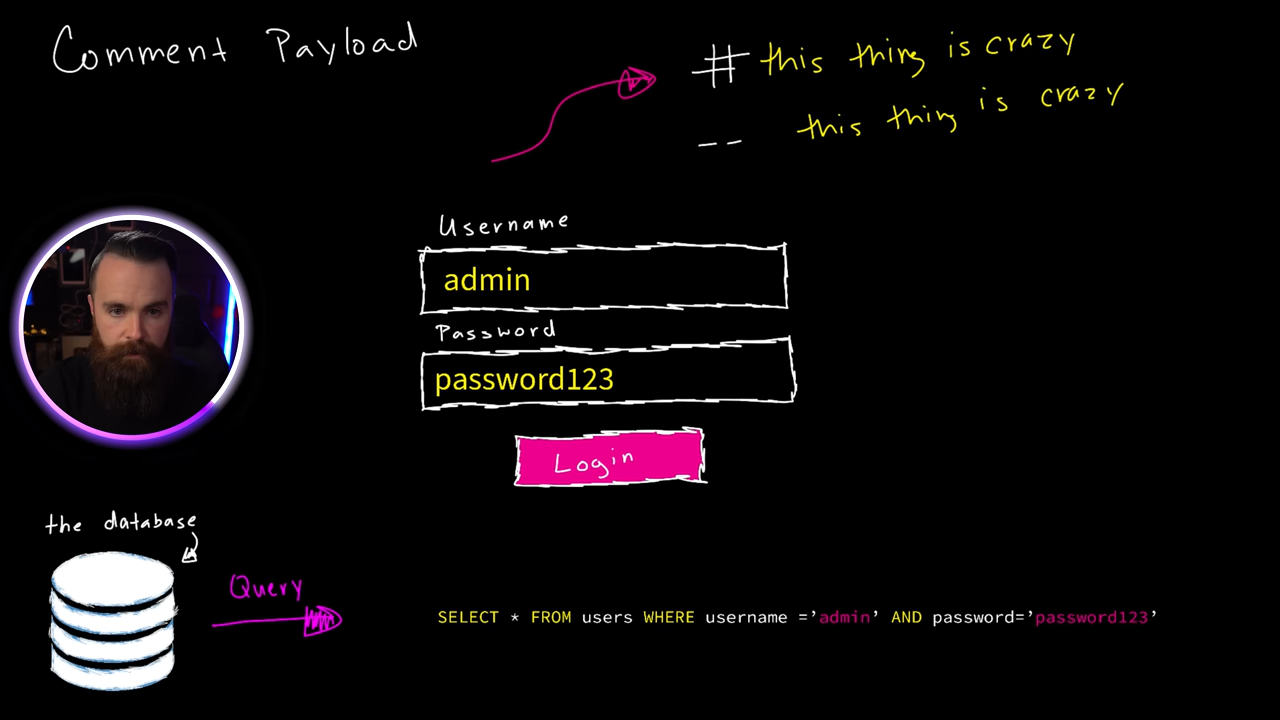 Comment Payload
# this thing is crazy
-- this thing is crazy
Username
admin
Password
password123
Login
the database
Query
SELECT * FROM users WHERE username =’admin’ AND password=’password123’